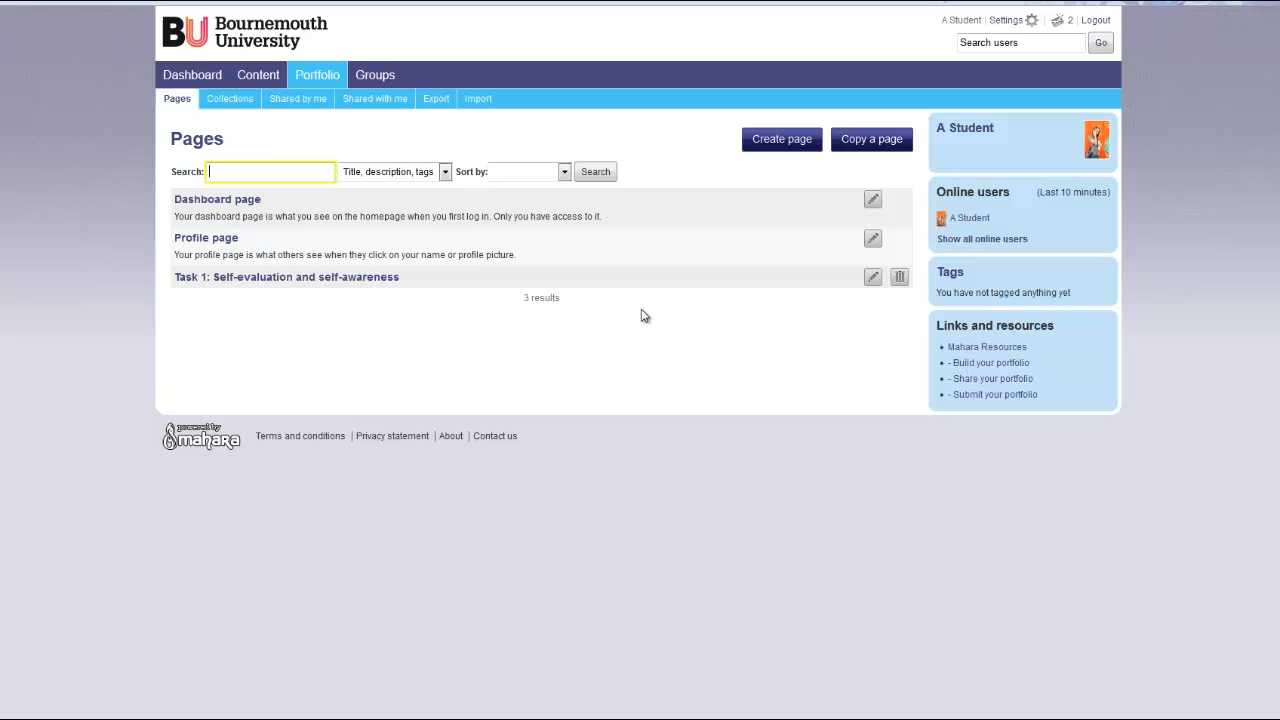 BU Bournemouth University
A Student | Settings | 2 | Logout
Search users Go
Dashboard Content Portfolio Groups
Pages Collections Shared by me Shared with me Export Import
Pages
Create page Copy a page
Search: Title, description, tags Sort by: Search
Dashboard page
Your dashboard page is what you see on the homepage when you first log in. Only you have access to it.
Profile page
Your profile page is what others see when they click on your name or profile picture.
Task 1: Self-evaluation and self-awareness
3 results
A Student
Online users (Last 10 minutes)
A Student
Show all online users
Tags
You have not tagged anything yet
Links and resources
• Mahara Resources
• - Build your portfolio
• - Share your portfolio
• - Submit your portfolio
powered by
mahara
Terms and conditions | Privacy statement | About | Contact us